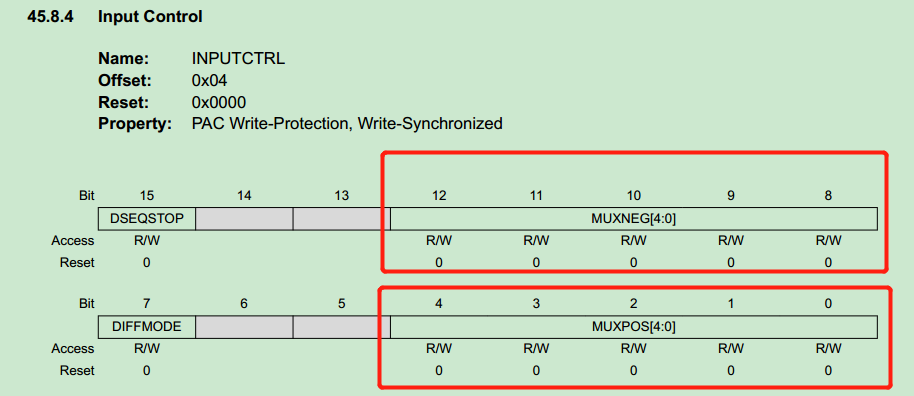 45.8.4 Input Control
Name: INPUTCTRL
Offset: 0x04
Reset: 0x0000
Property: PAC Write-Protection, Write-Synchronized
Bit 15 14 13 12 11 10 9 8
DSEQSTOP MUXNEG[4:0]
Access R/W R/W R/W R/W R/W R/W
Reset 0 0 0 0 0 0
Bit 7 6 5 4 3 2 1 0
DIFFMODE MUXPOS[4:0]
Access R/W R/W R/W R/W R/W R/W
Reset 0 0 0 0 0 0